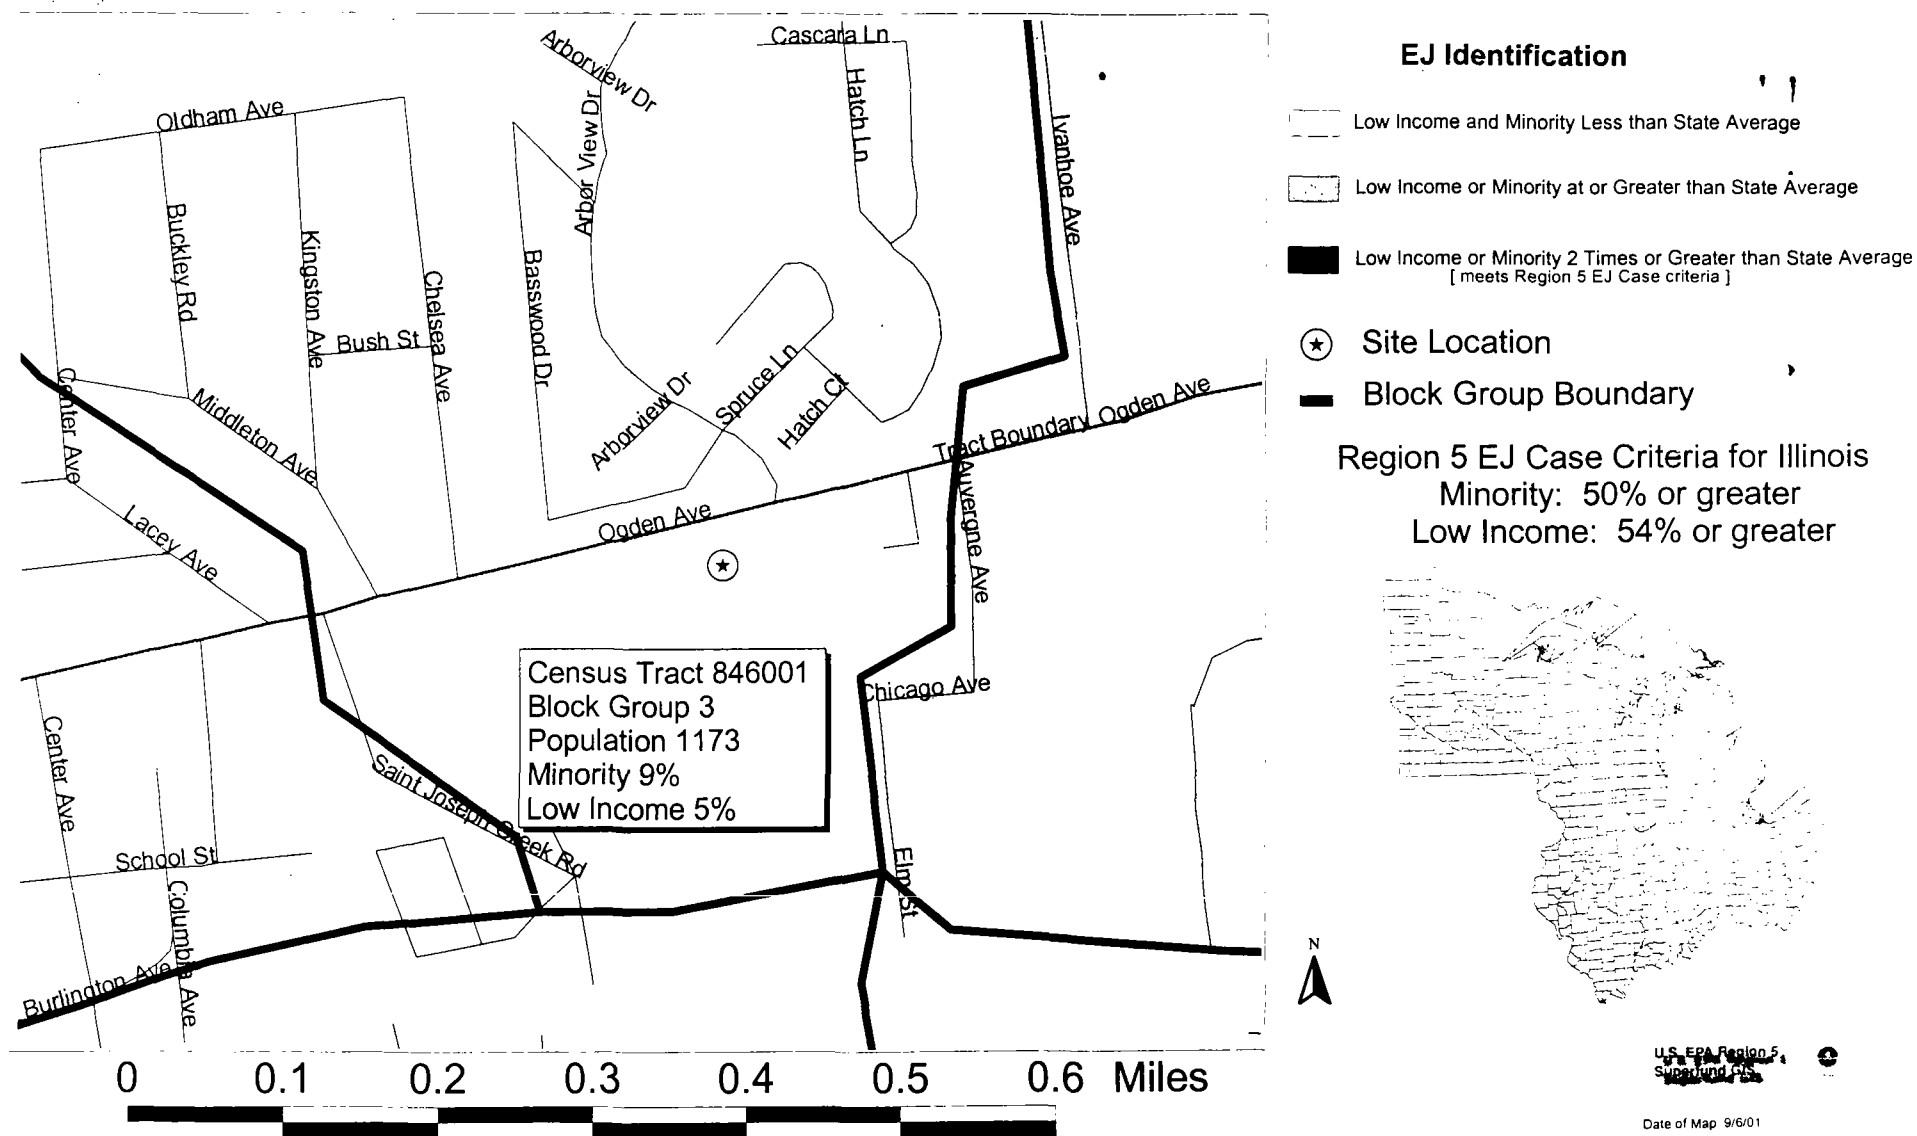 Cascara Ln
Arborview Dr
Hatch Ln
Oldham Ave
Arbor View Dr
Ivanhoe Ave
Buckley Rd
Kingston Ave
Chelsea Ave
Basswood Dr
Bush St
Center Ave
Middleton Ave
Arborview Dr
Spruce Ln
Hatch Ct
Tract Boundary
Ogden Ave
Lacey Ave
Ogden Ave
Auvergne Ave
Census Tract 846001
Block Group 3
Population 1173
Minority 9%
Low Income 5%
Chicago Ave
Center Ave
Saint Joseph Creek Rd
School St
Columbia Ave
Elm St
Burlington Ave
0 0.1 0.2 0.3 0.4 0.5 0.6 Miles
EJ Identification
Low Income and Minority Less than State Average
Low Income or Minority at or Greater than State Average
Low Income or Minority 2 Times or Greater than State Average
[ meets Region 5 EJ Case criteria ]
Site Location
Block Group Boundary
Region 5 EJ Case Criteria for Illinois
Minority: 50% or greater
Low Income: 54% or greater
N
U.S. EPA Region 5
Superfund GIS
Date of Map 9/6/01